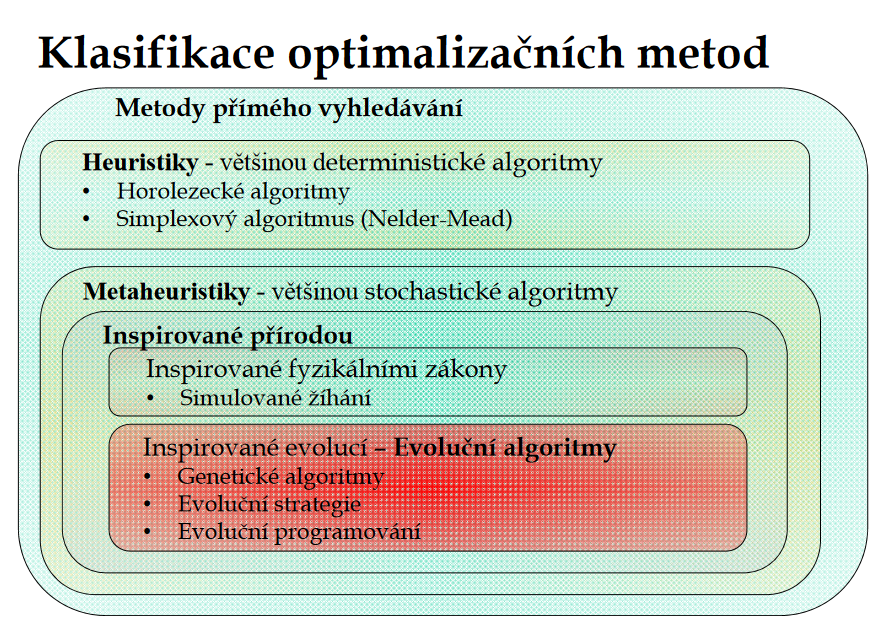 Klasifikace optimalizačních metod
Metody přímého vyhledávání
Heuristiky - většinou deterministické algoritmy
• Horolezecké algoritmy
• Simplexový algoritmus (Nelder-Mead)
Metaheuristiky - většinou stochastické algoritmy
Inspirované přírodou
Inspirované fyzikálními zákony
• Simulované žíhání
Inspirované evolucí – Evoluční algoritmy
• Genetické algoritmy
• Evoluční strategie
• Evoluční programování